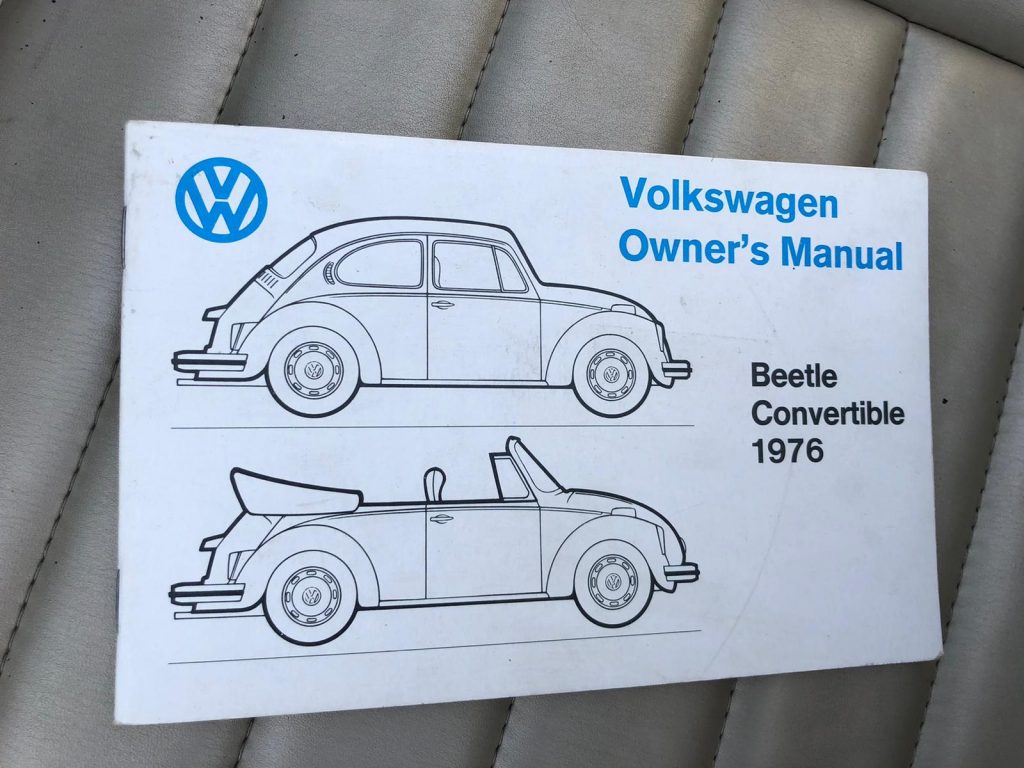 Volkswagen
Owner's Manual
Beetle
Convertible
1976